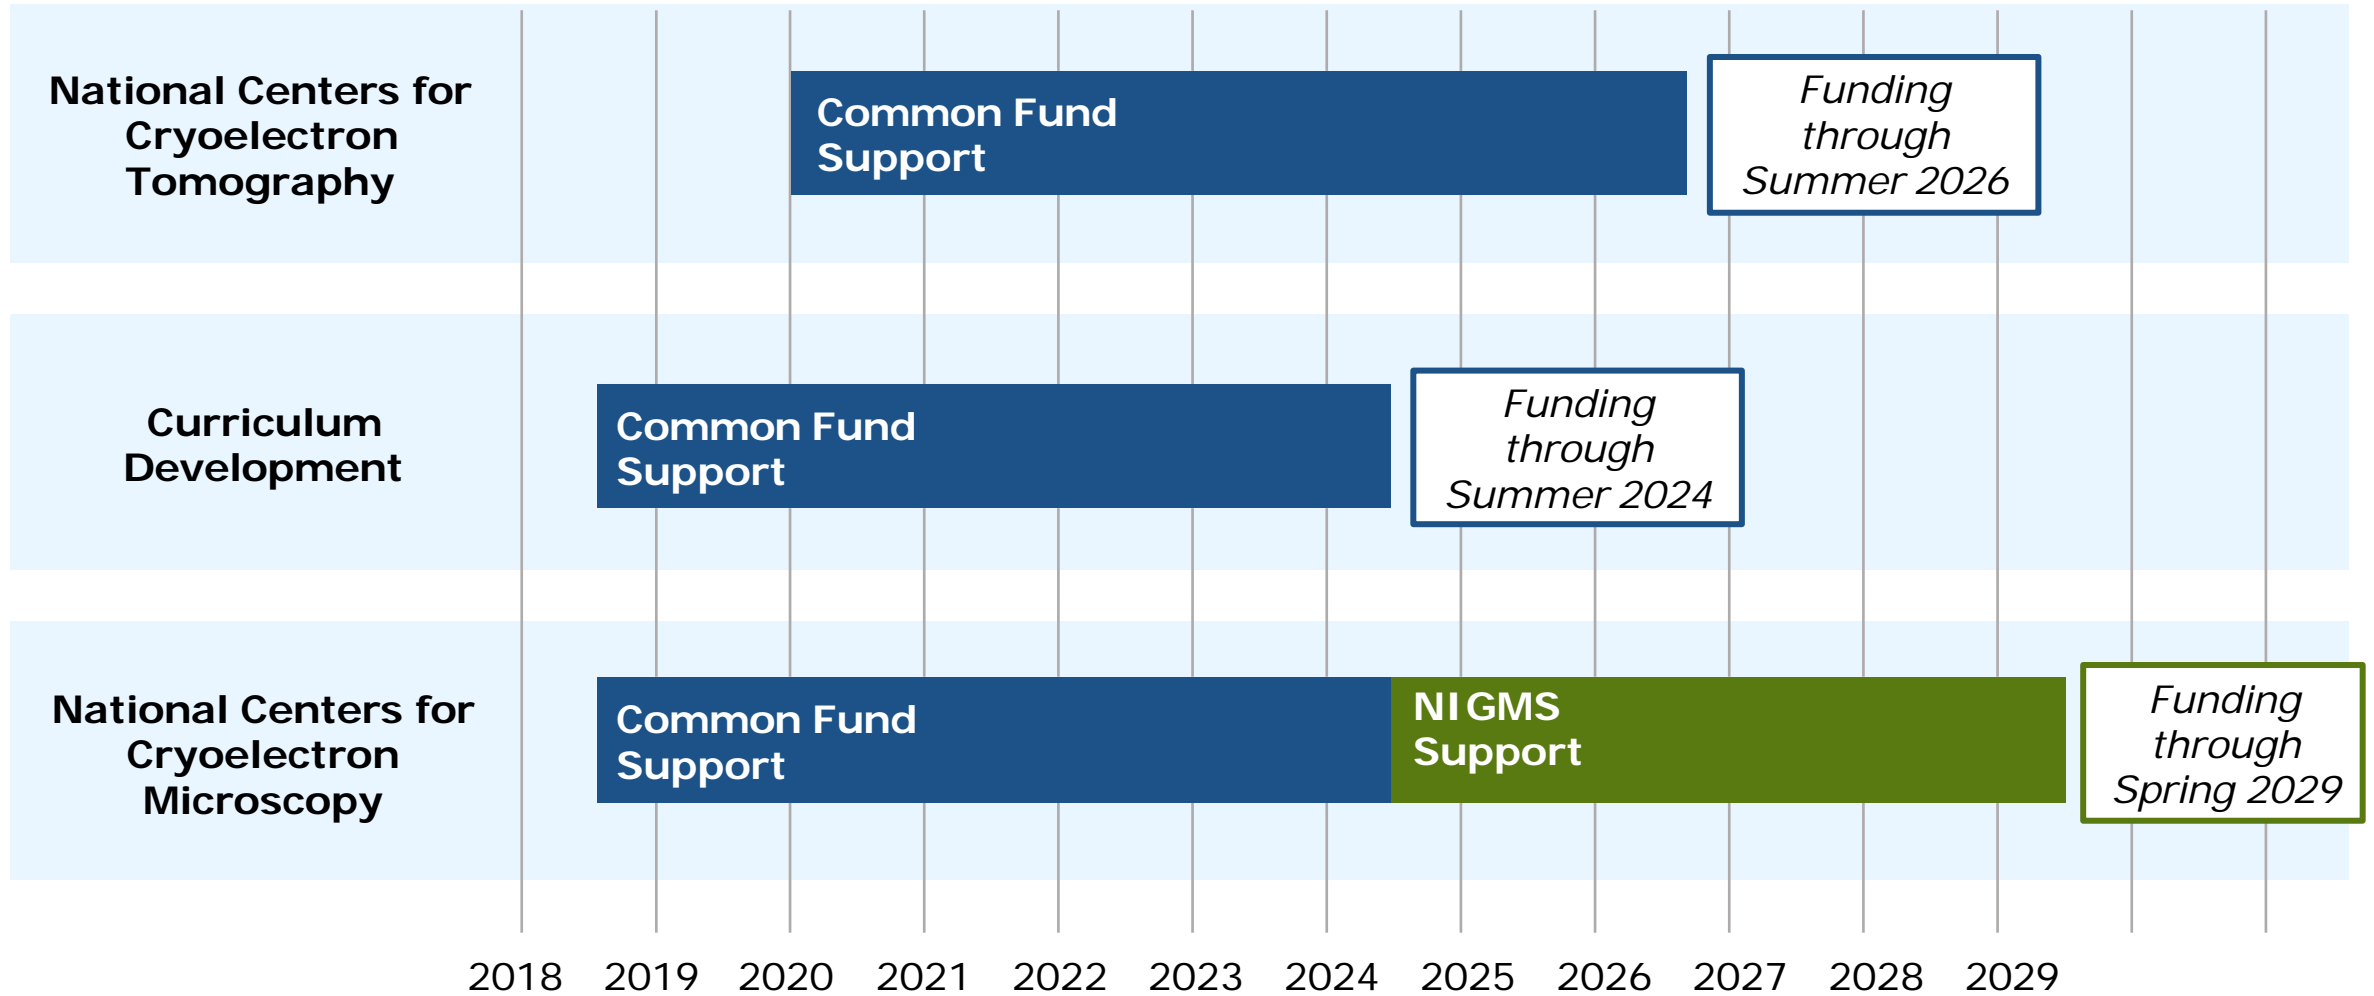 National Centers for
Cryoelectron
Tomography
Common Fund
Support
Funding
through
Summer 2026
Curriculum
Development
Common Fund
Support
Funding
through
Summer 2024
National Centers for
Cryoelectron
Microscopy
Common Fund
Support
NIGMS
Support
Funding
through
Spring 2029
2018 2019 2020 2021 2022 2023 2024 2025 2026 2027 2028 2029